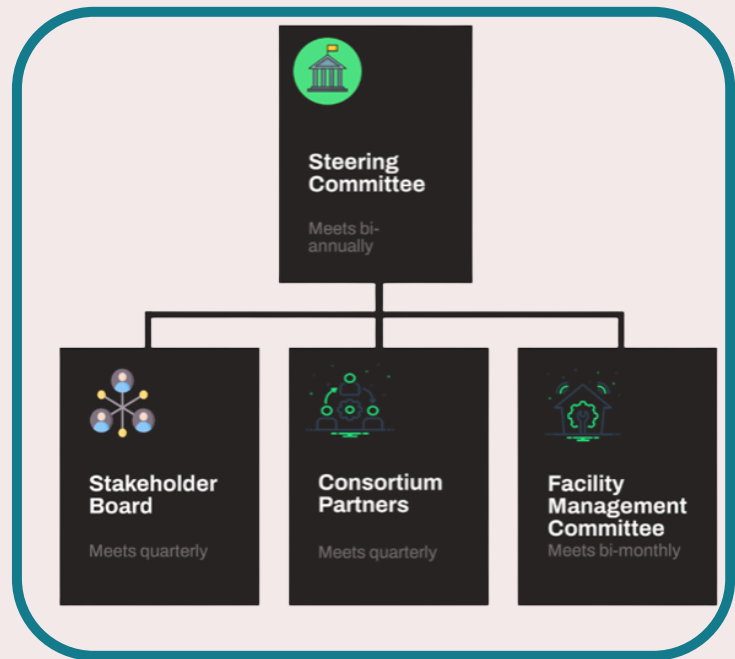 Steering
Committee
Meets bi-
annually
Stakeholder
Board
Meets quarterly
Consortium
Partners
Meets quarterly
Facility
Management
Committee
Meets bi-monthly